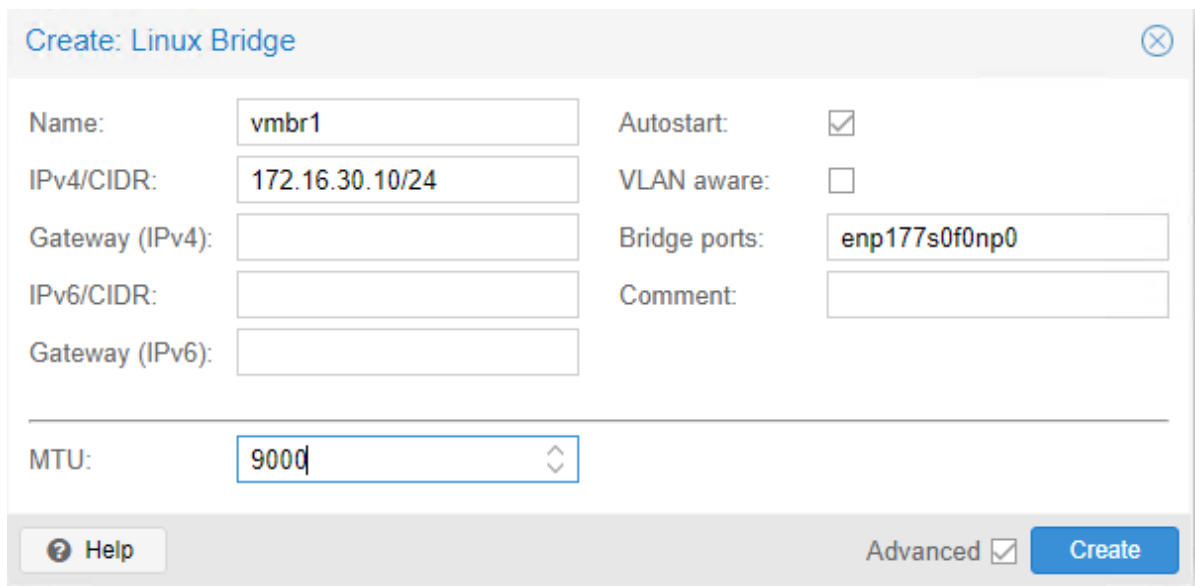 Create: Linux Bridge
Name: vmbr1 Autostart:
IPv4/CIDR: 172.16.30.10/24 VLAN aware:
Gateway (IPv4): Bridge ports: enp177s0f0np0
IPv6/CIDR: Comment:
Gateway (IPv6):
MTU: 9000
Help Advanced Create